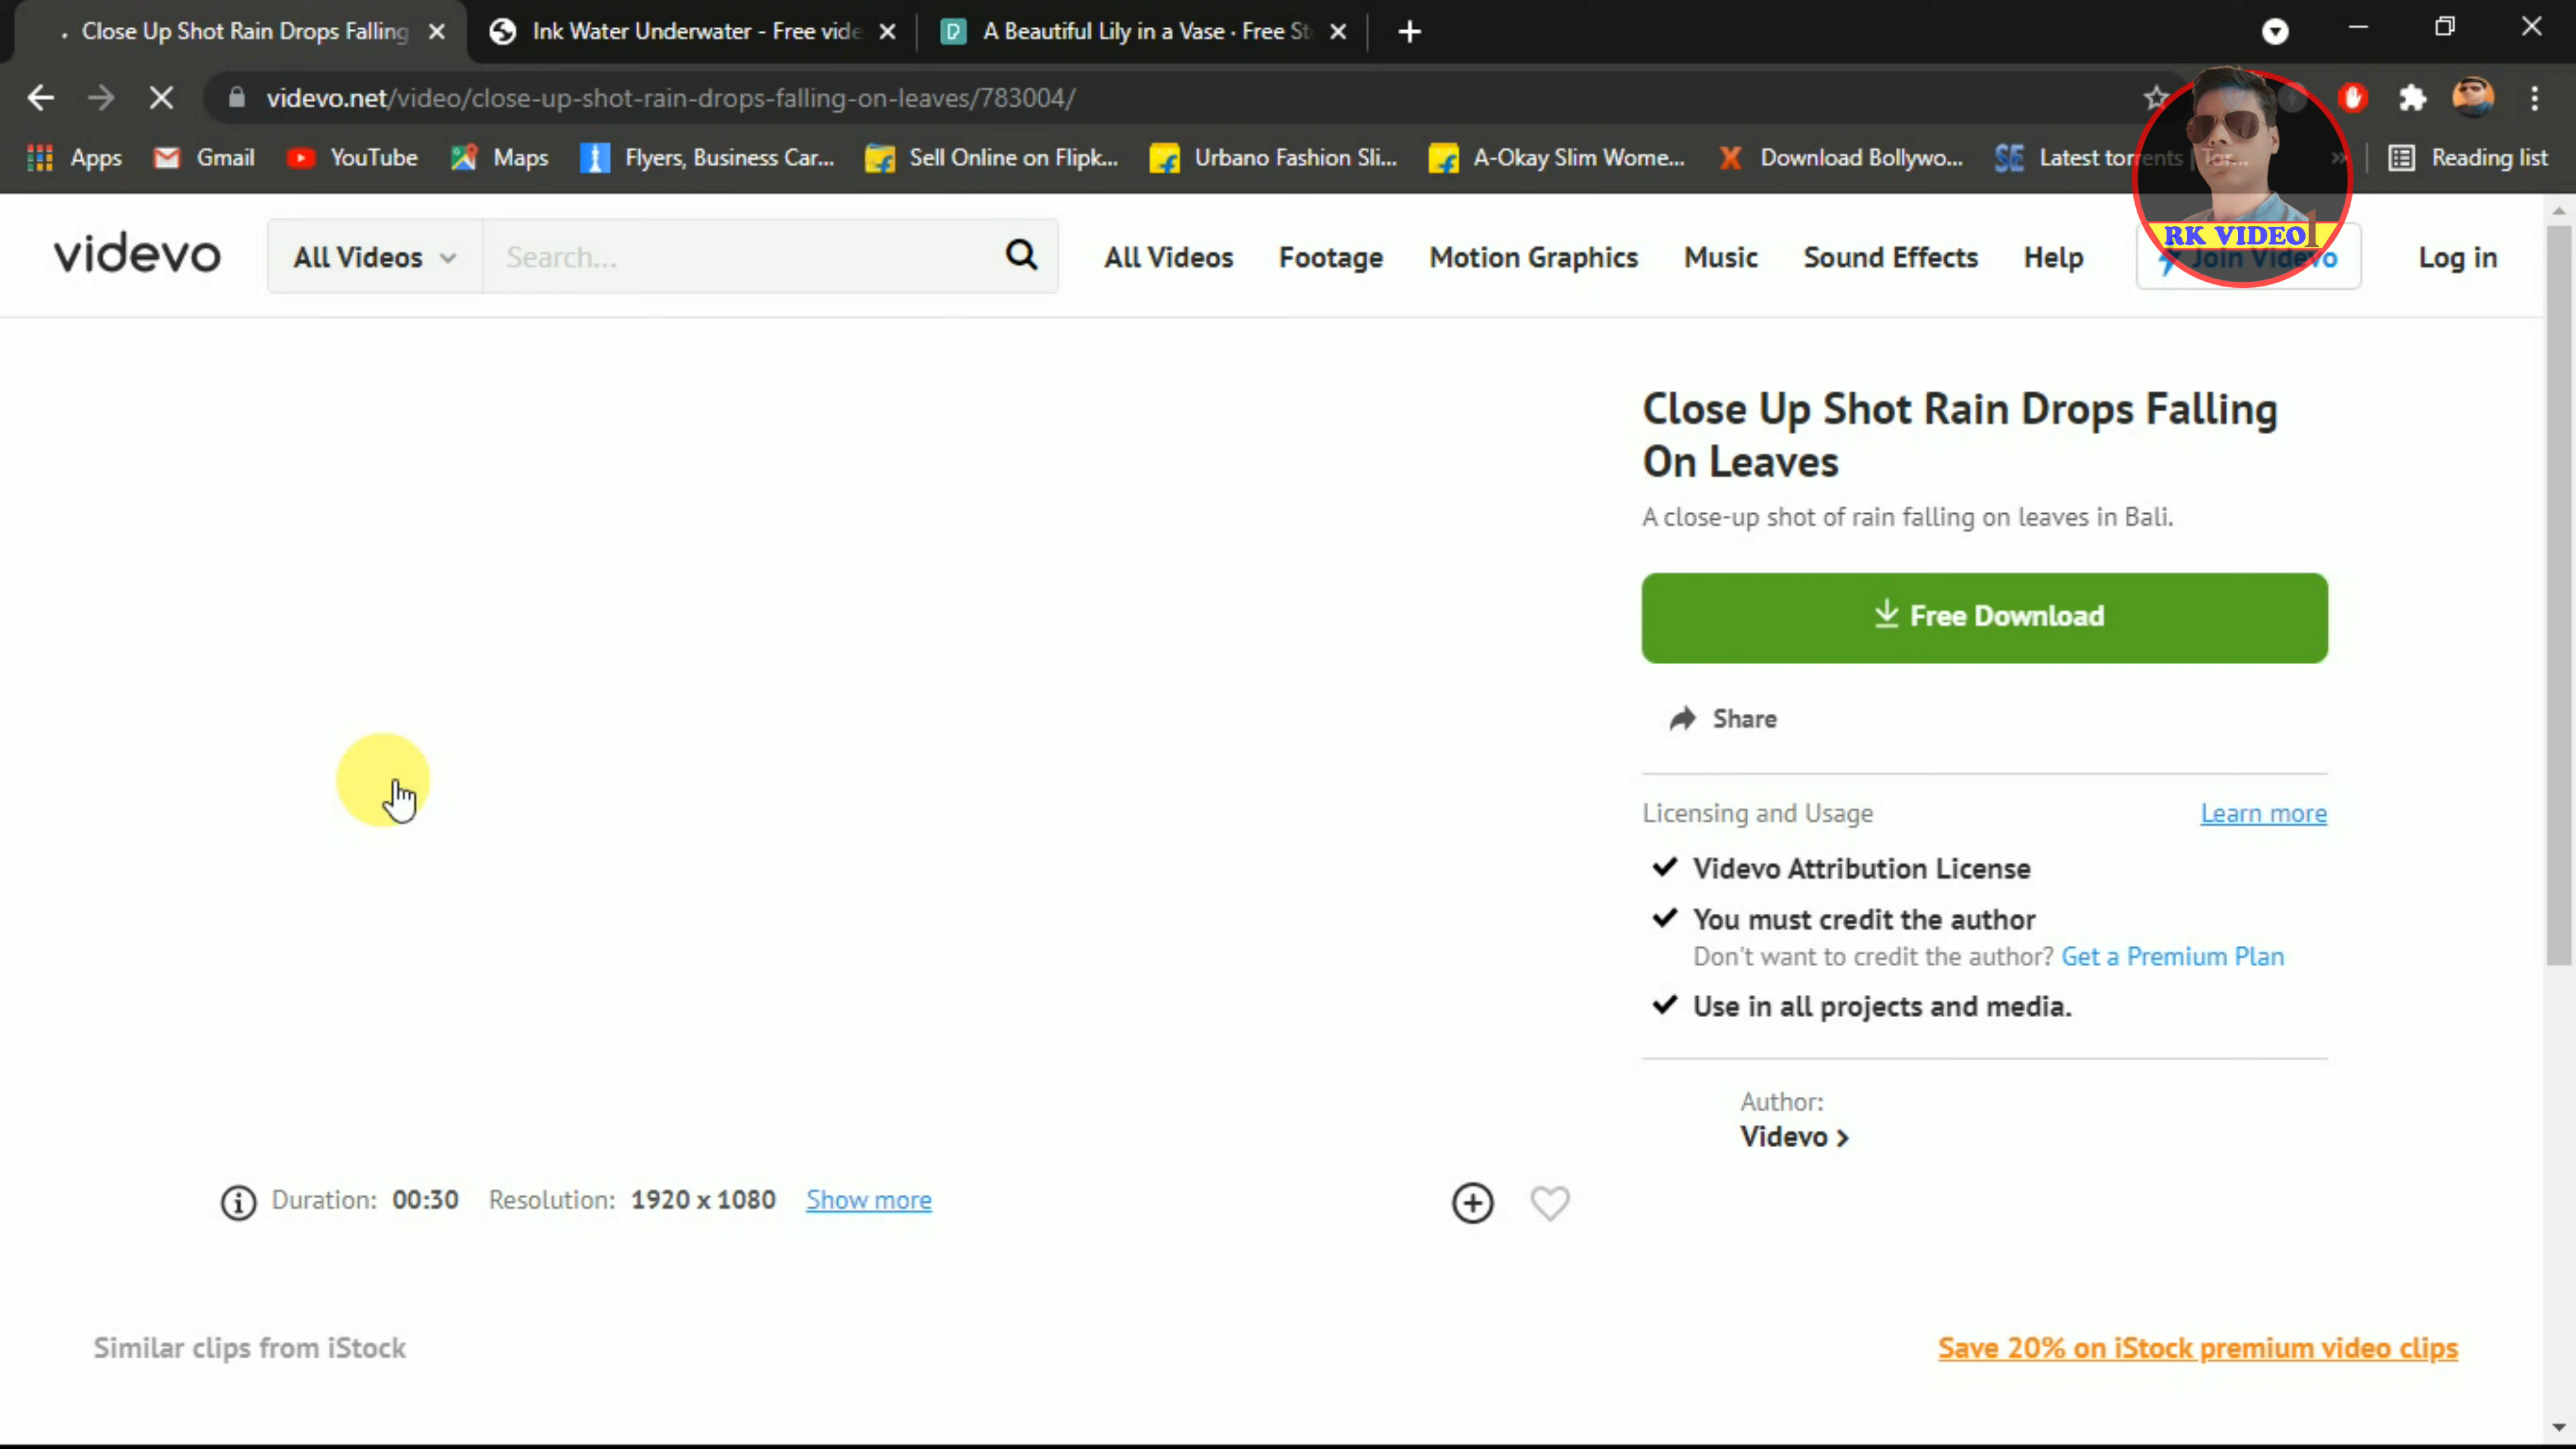 Close Up Shot Rain Drops Falling
Ink Water Underwater - Free vide
A Beautiful Lily in a Vase · Free St
videvo.net/video/close-up-shot-rain-drops-falling-on-leaves/783004/
Apps Gmail YouTube Maps Flyers, Business Car... Sell Online on Flipk... Urbano Fashion Sli... A-Okay Slim Wome... Download Bollywo... SE Latest torrents | Tor... » Reading list
videvo All Videos Search... All Videos Footage Motion Graphics Music Sound Effects Help Join Videvo Log in
RK VIDEO1
Close Up Shot Rain Drops Falling
On Leaves
A close-up shot of rain falling on leaves in Bali.
Free Download
Share
Licensing and Usage Learn more
Videvo Attribution License
You must credit the author
Don't want to credit the author? Get a Premium Plan
Use in all projects and media.
Author:
Videvo >
Duration: 00:30 Resolution: 1920 x 1080 Show more
Similar clips from iStock Save 20% on iStock premium video clips